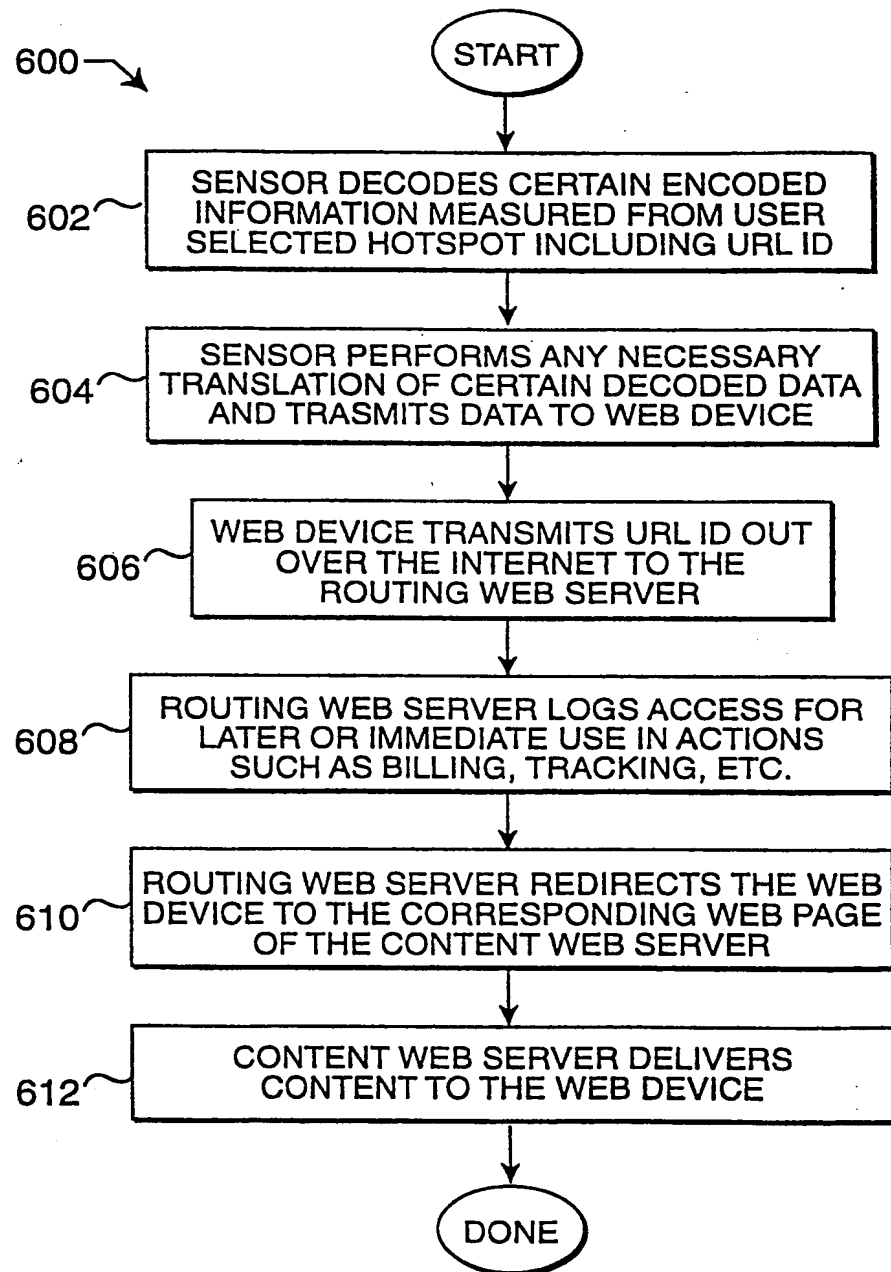 START
600
602
SENSOR DECODES CERTAIN ENCODED
INFORMATION MEASURED FROM USER
SELECTED HOTSPOT INCLUDING URL ID
604
SENSOR PERFORMS ANY NECESSARY
TRANSLATION OF CERTAIN DECODED DATA
AND TRASMITS DATA TO WEB DEVICE
606
WEB DEVICE TRANSMITS URL ID OUT
OVER THE INTERNET TO THE
ROUTING WEB SERVER
608
ROUTING WEB SERVER LOGS ACCESS FOR
LATER OR IMMEDIATE USE IN ACTIONS
SUCH AS BILLING, TRACKING, ETC.
610
ROUTING WEB SERVER REDIRECTS THE WEB
DEVICE TO THE CORRESPONDING WEB PAGE
OF THE CONTENT WEB SERVER
612
CONTENT WEB SERVER DELIVERS
CONTENT TO THE WEB DEVICE
DONE